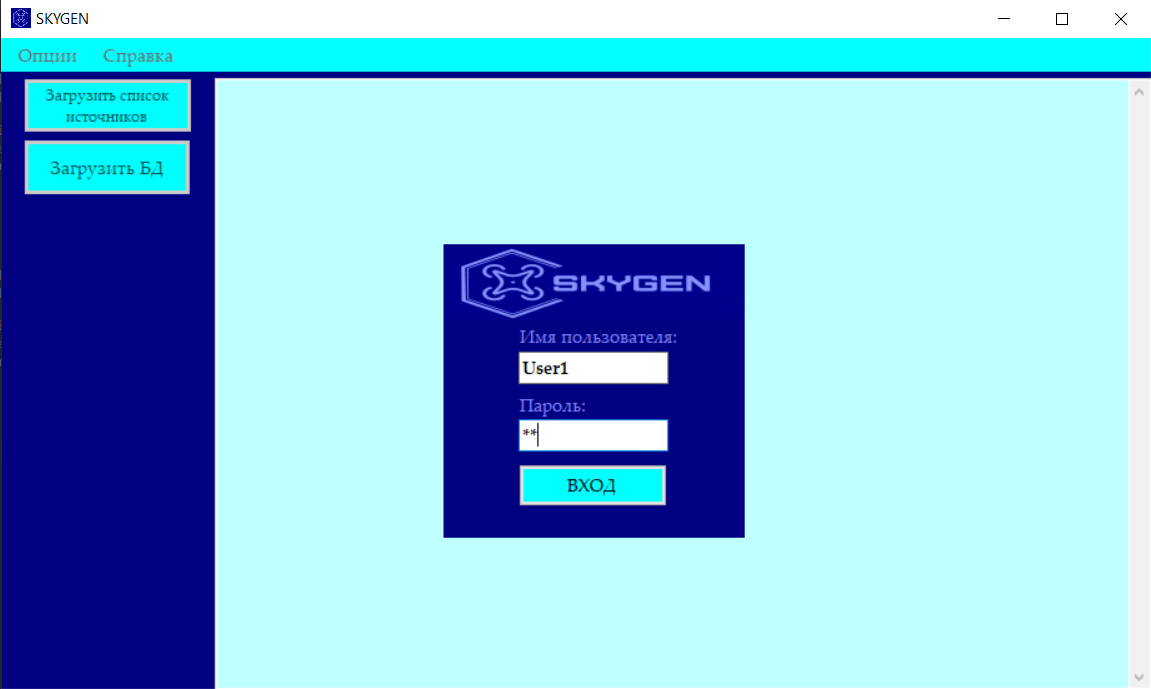 SKYGEN
Опции Справка
Загрузить список
источников
Загрузить БД
SKYGEN
Имя пользователя:
User1
Пароль:
**
ВХОД